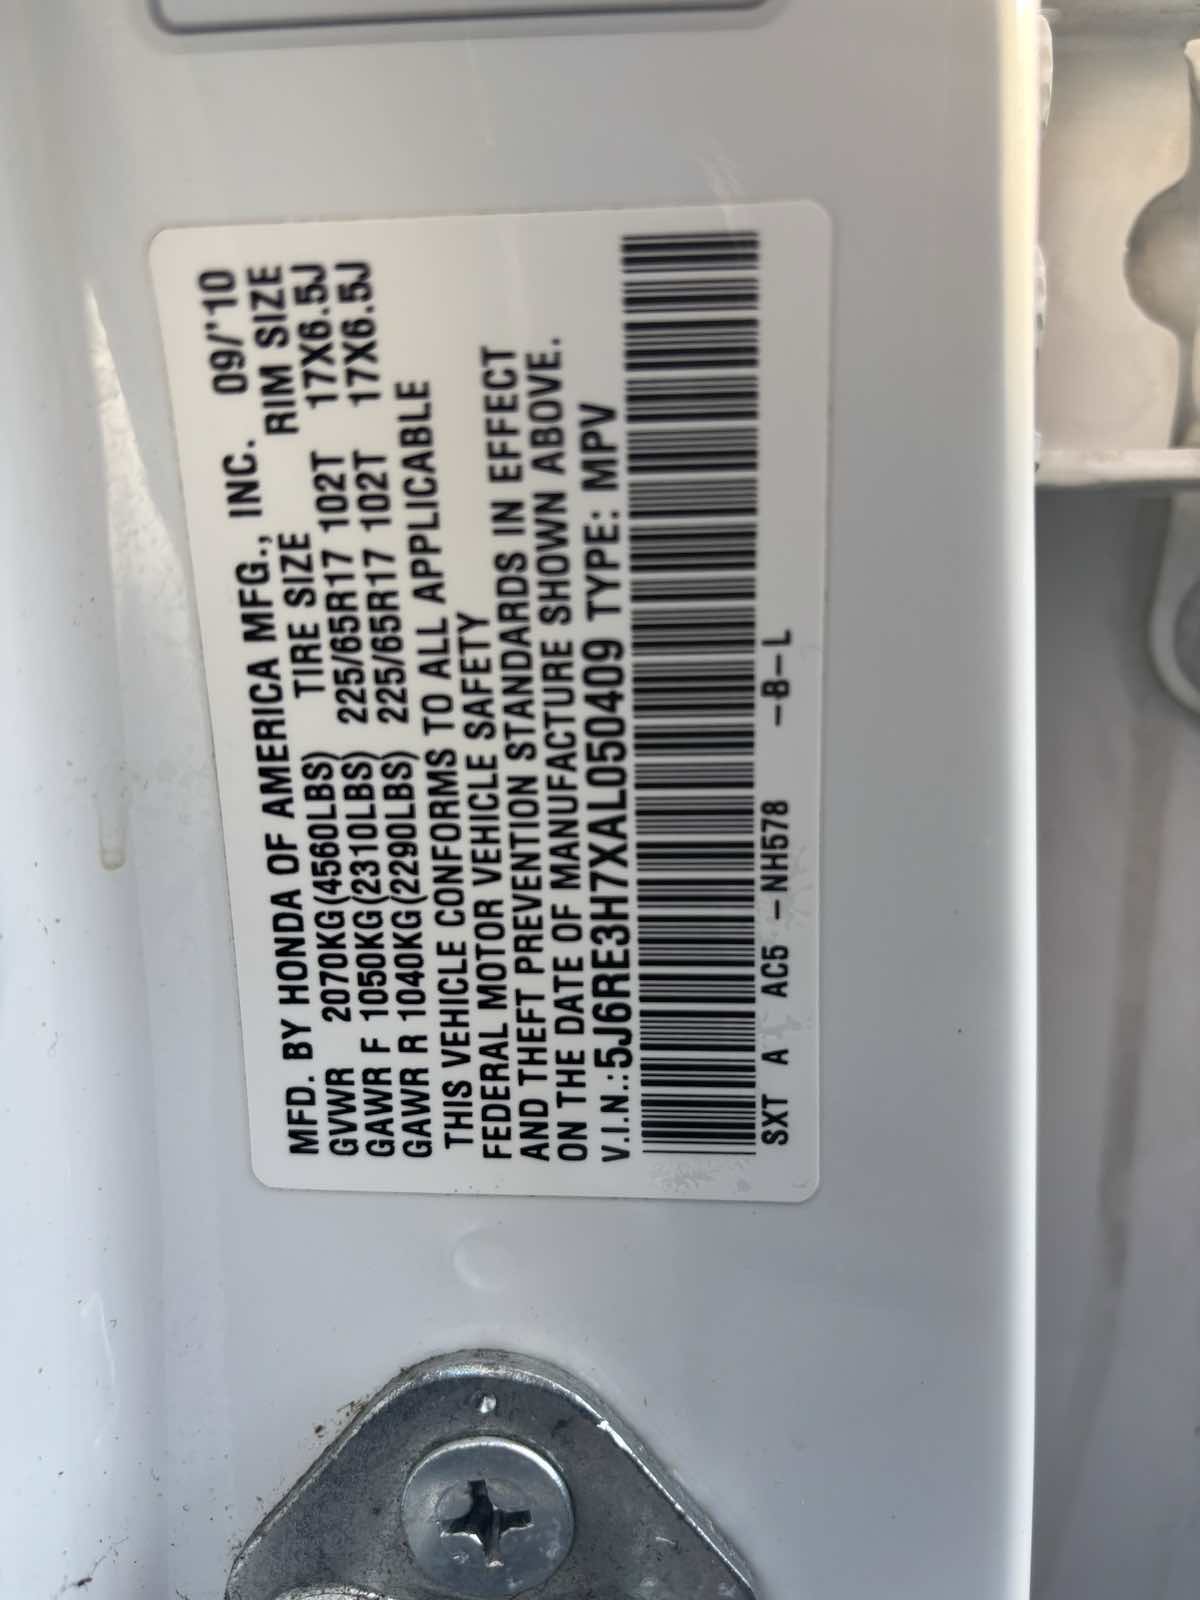 MFD. BY HONDA OF AMERICA MFG., INC. 09/'10
TIRE SIZE RIM SIZE
GVWR 2070KG(4560LBS)
GAWR F 1050KG(2310LBS) 225/65R17 102T 17X6.5J
GAWR R 1040KG(2290LBS) 225/65R17 102T 17X6.5J
THIS VEHICLE CONFORMS TO ALL APPLICABLE
FEDERAL MOTOR VEHICLE SAFETY
AND THEFT PREVENTION STANDARDS IN EFFECT
ON THE DATE OF MANUFACTURE SHOWN ABOVE.
V.I.N.:5J6RE3H7XAL050409 TYPE: MPV
SXT A AC5 -NH578 -B-L